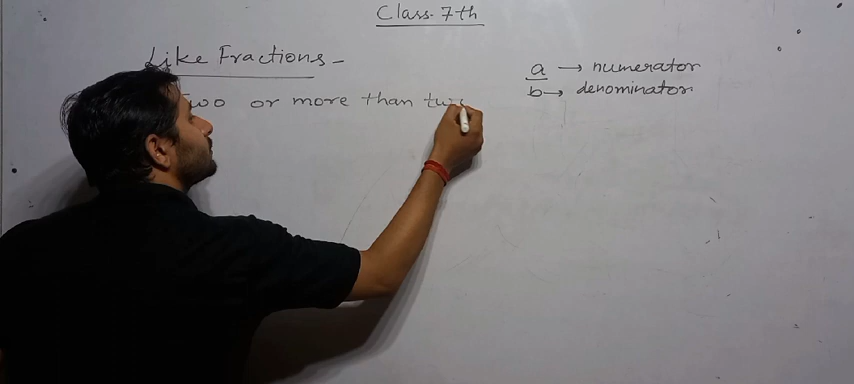 Class-7th
Like Fractions-
Two or more than two
a → numerator
b → denominator